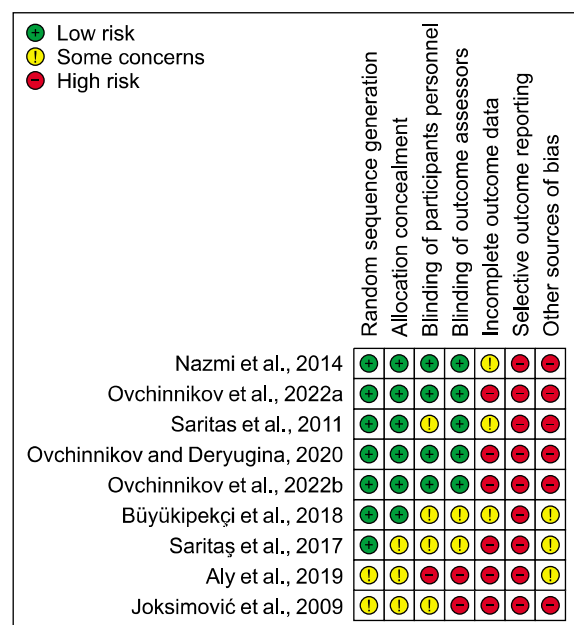 Low risk
Some concerns
High risk
Random sequence generation
Allocation concealment
Blinding of participants personnel
Blinding of outcome assessors
Incomplete outcome data
Selective outcome reporting
Other sources of bias
Nazmi et al., 2014 + + + + ! − −
Ovchinnikov et al., 2022a + + + + − − −
Saritas et al., 2011 + + ! + ! − −
Ovchinnikov and Deryugina, 2020 + + + + − − −
Ovchinnikov et al., 2022b + + + + − − −
Büyükipekçi et al., 2018 + + ! ! ! − !
Saritaş et al., 2017 + ! ! ! − − !
Aly et al., 2019 ! ! − − − − !
Joksimović et al., 2009 ! ! ! − − − −